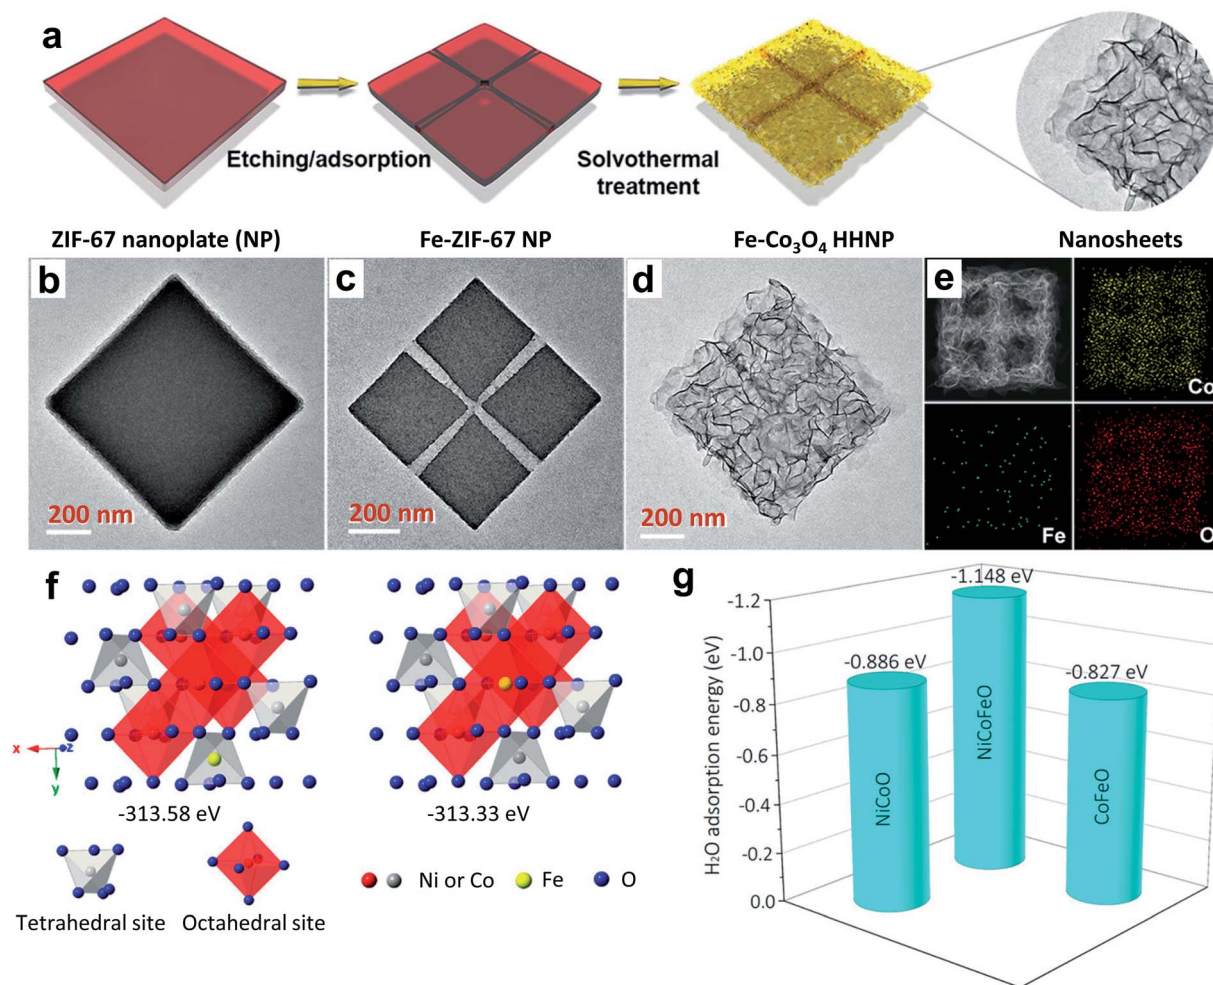 a
Etching/adsorption
Solvothermal
treatment
ZIF-67 nanoplate (NP)
Fe-ZIF-67 NP
Fe-Co₃O₄ HHNP
Nanosheets
b
200 nm
c
200 nm
d
200 nm
e
Co
Fe
O
f
x
z
y
-313.58 eV
-313.33 eV
Tetrahedral site
Octahedral site
Ni or Co
Fe
O
g
H₂O adsorption energy (eV)
-1.2
-1.0
-0.8
-0.6
-0.4
-0.2
0.0
-0.886 eV
-1.148 eV
-0.827 eV
NiCoO
NiCoFeO
CoFeO